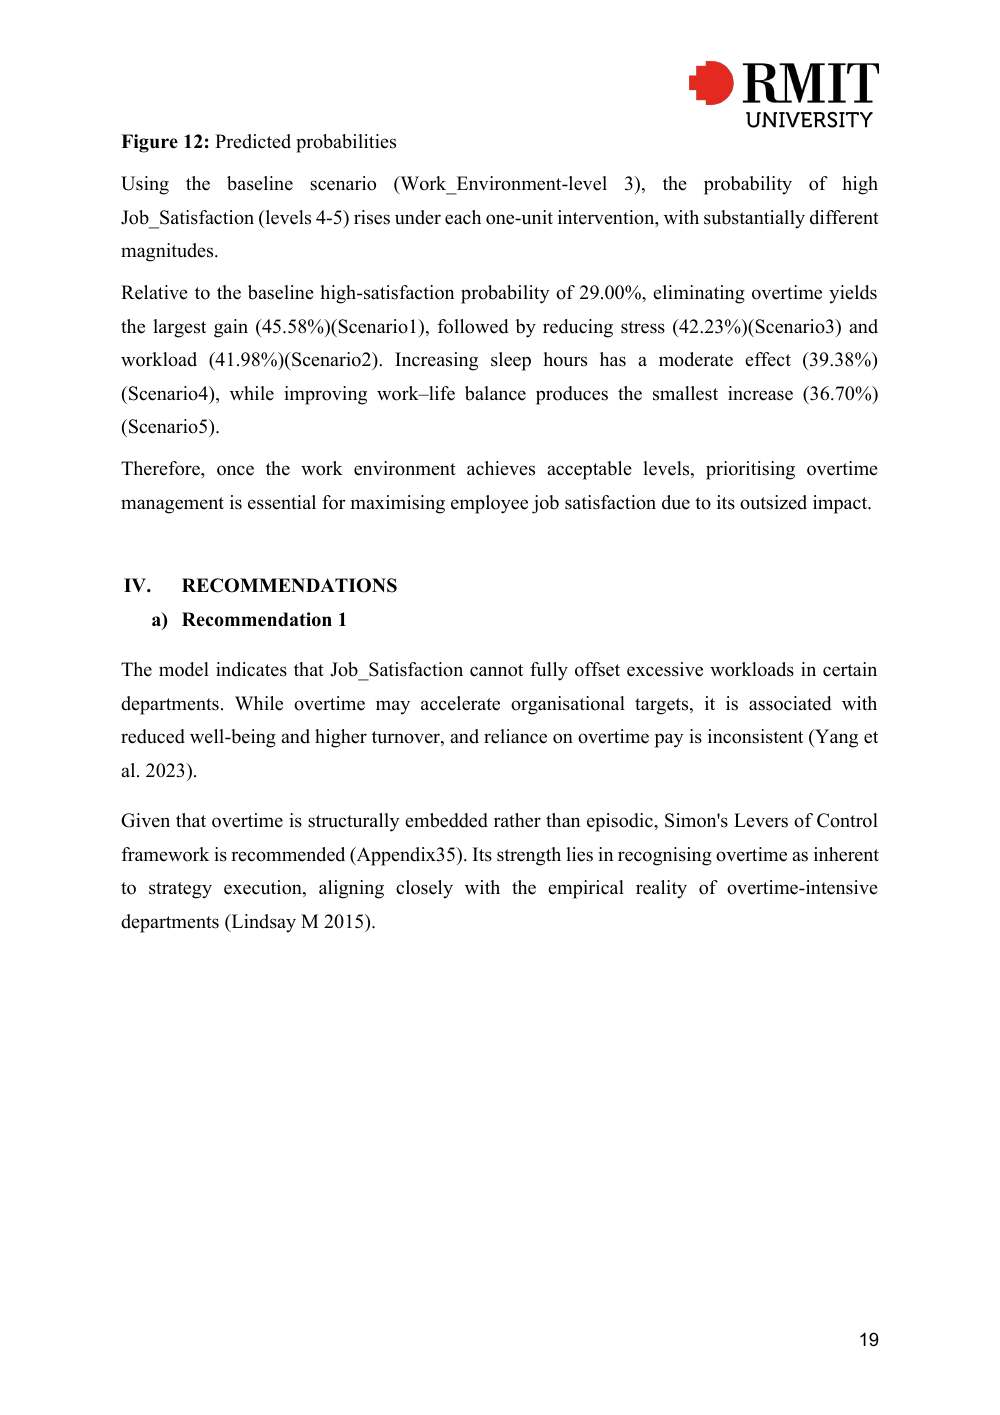 RMIT
UNIVERSITY
Figure 12: Predicted probabilities
Using the baseline scenario (Work_Environment-level 3), the probability of high
Job_Satisfaction (levels 4-5) rises under each one-unit intervention, with substantially different
magnitudes.
Relative to the baseline high-satisfaction probability of 29.00%, eliminating overtime yields
the largest gain (45.58%)(Scenario1), followed by reducing stress (42.23%)(Scenario3) and
workload (41.98%)(Scenario2). Increasing sleep hours has a moderate effect (39.38%)
(Scenario4), while improving work–life balance produces the smallest increase (36.70%)
(Scenario5).
Therefore, once the work environment achieves acceptable levels, prioritising overtime
management is essential for maximising employee job satisfaction due to its outsized impact.
IV. RECOMMENDATIONS
a) Recommendation 1
The model indicates that Job_Satisfaction cannot fully offset excessive workloads in certain
departments. While overtime may accelerate organisational targets, it is associated with
reduced well-being and higher turnover, and reliance on overtime pay is inconsistent (Yang et
al. 2023).
Given that overtime is structurally embedded rather than episodic, Simon's Levers of Control
framework is recommended (Appendix35). Its strength lies in recognising overtime as inherent
to strategy execution, aligning closely with the empirical reality of overtime-intensive
departments (Lindsay M 2015).
19